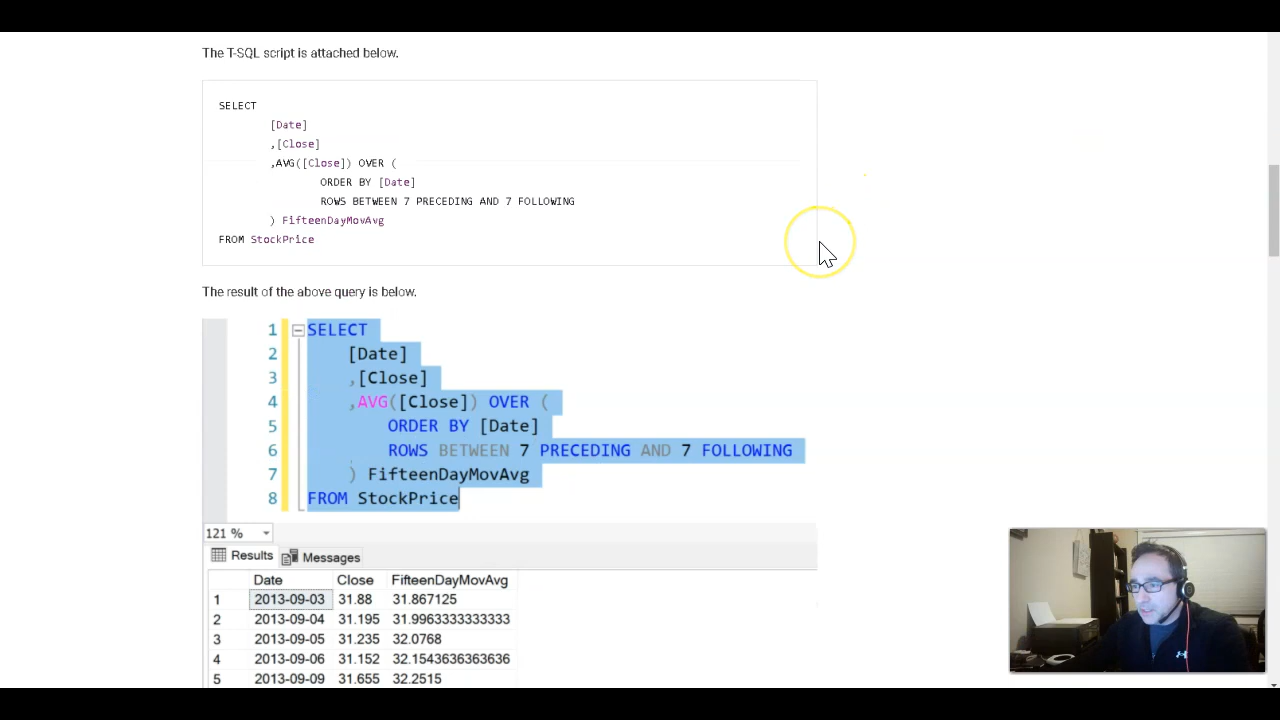 The T-SQL script is attached below.
SELECT
[Date]
,[Close]
,AVG([Close]) OVER (
ORDER BY [Date]
ROWS BETWEEN 7 PRECEDING AND 7 FOLLOWING
) FifteenDayMovAvg
FROM StockPrice
The result of the above query is below.
1 SELECT
2 [Date]
3 ,[Close]
4 ,AVG([Close]) OVER (
5 ORDER BY [Date]
6 ROWS BETWEEN 7 PRECEDING AND 7 FOLLOWING
7 ) FifteenDayMovAvg
8 FROM StockPrice
121 %
Results Messages
Date Close FifteenDayMovAvg
1 2013-09-03 31.88 31.867125
2 2013-09-04 31.195 31.9963333333333
3 2013-09-05 31.235 32.0768
4 2013-09-06 31.152 32.1543636363636
5 2013-09-09 31.655 32.2515